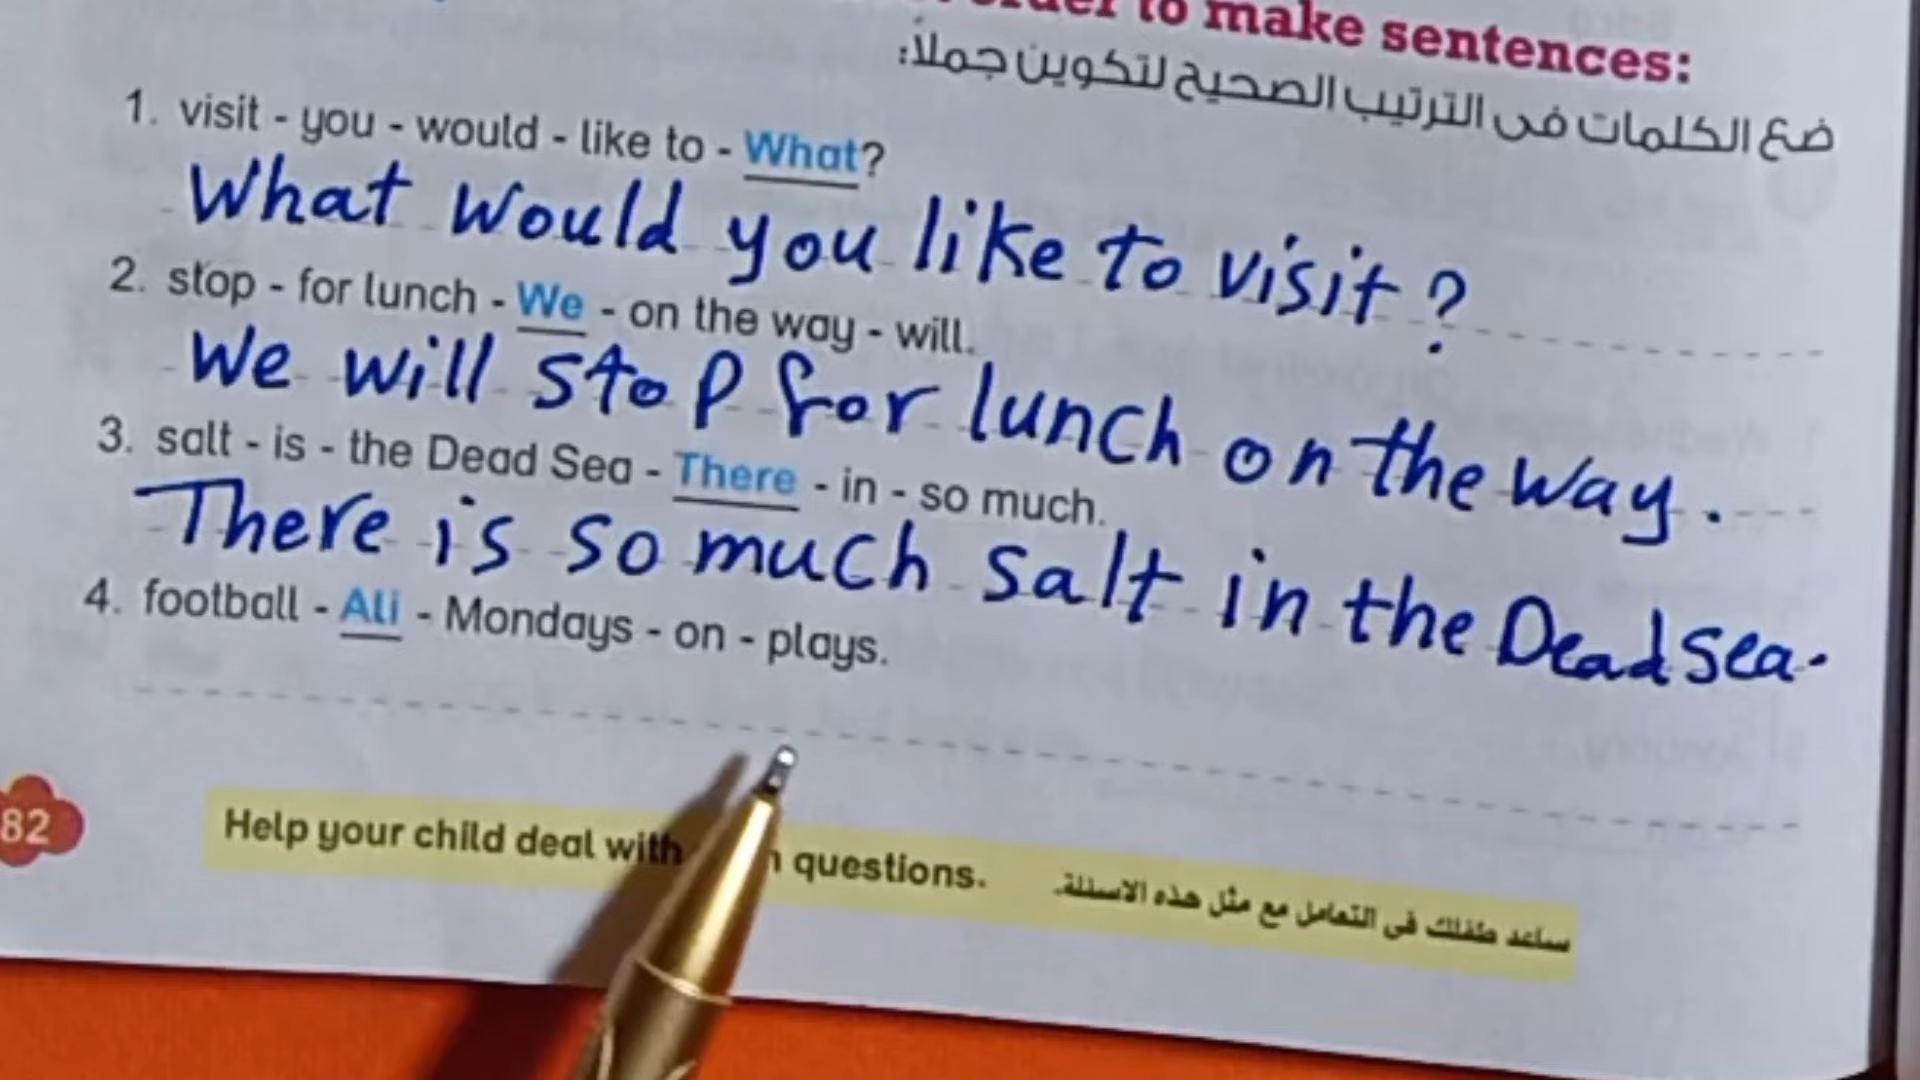 to make sentences:
ضع الكلمات فى الترتيب الصحيح لتكوين جملاً:
1. visit - you - would - like to - What?
What would you like to visit?
2. stop - for lunch - We - on the way - will.
We will stop for lunch on the way.
3. salt - is - the Dead Sea - There - in - so much.
There is so much salt in the Dead Sea.
4. football - Ali - Mondays - on - plays.
82
Help your child deal with questions.
ساعد طفلك فى التعامل مع مثل هذه الاسئلة.